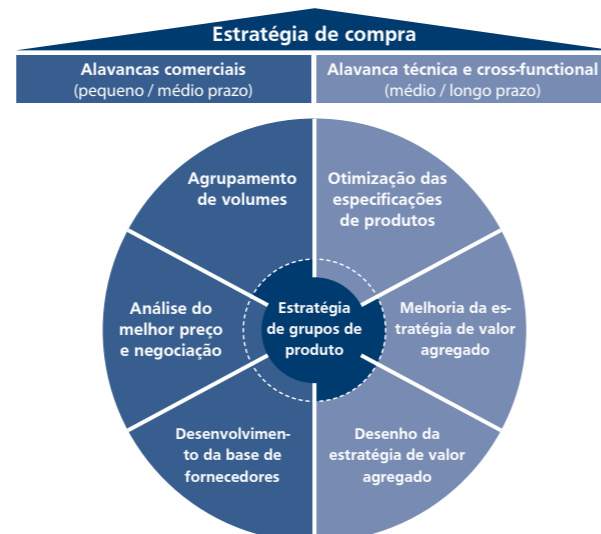 Estratégia de compra
Alavancas comerciais
(pequeno / médio prazo)
Alavanca técnica e cross-functional
(médio / longo prazo)
Agrupamento
de volumes
Otimização das
especificações
de produtos
Análise do
melhor preço
e negociação
Estratégia
de grupos de
produto
Melhoria da es-
tratégia de valor
agregado
Desenvolvimen-
to da base de
fornecedores
Desenho da
estratégia de valor
agregado